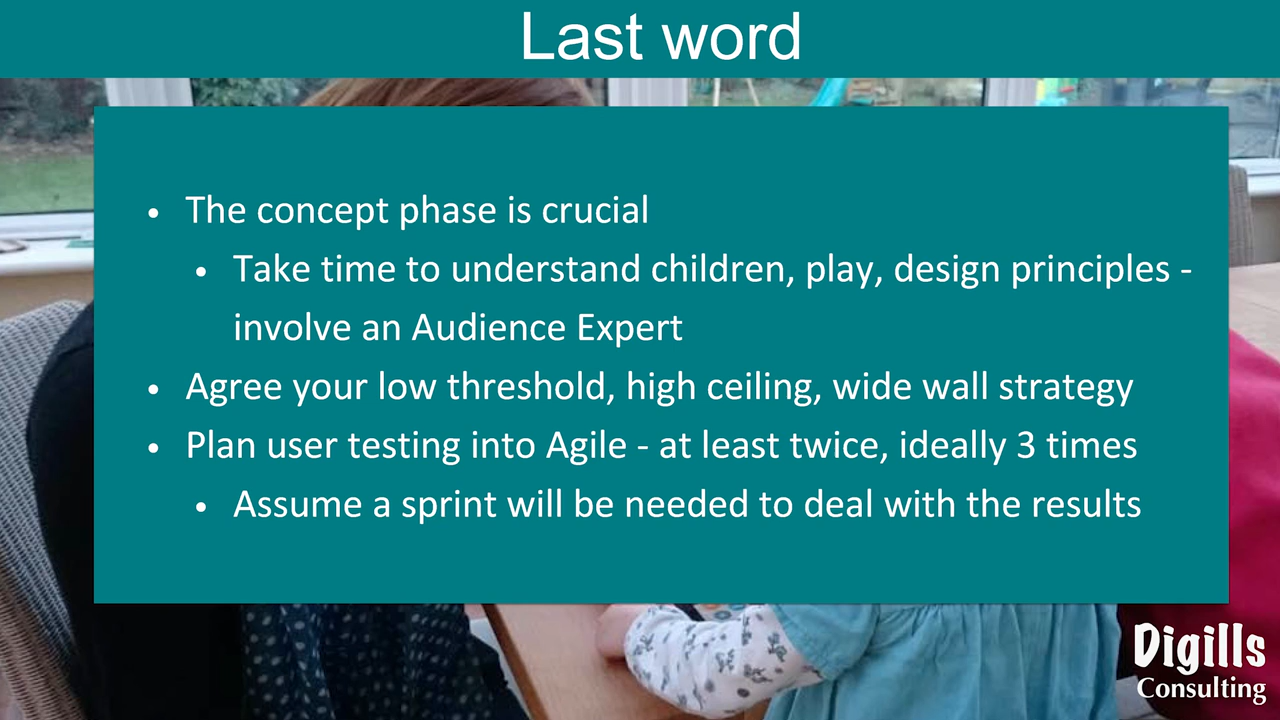 Last word
• The concept phase is crucial
• Take time to understand children, play, design principles -
involve an Audience Expert
• Agree your low threshold, high ceiling, wide wall strategy
• Plan user testing into Agile - at least twice, ideally 3 times
• Assume a sprint will be needed to deal with the results
Digills
Consulting